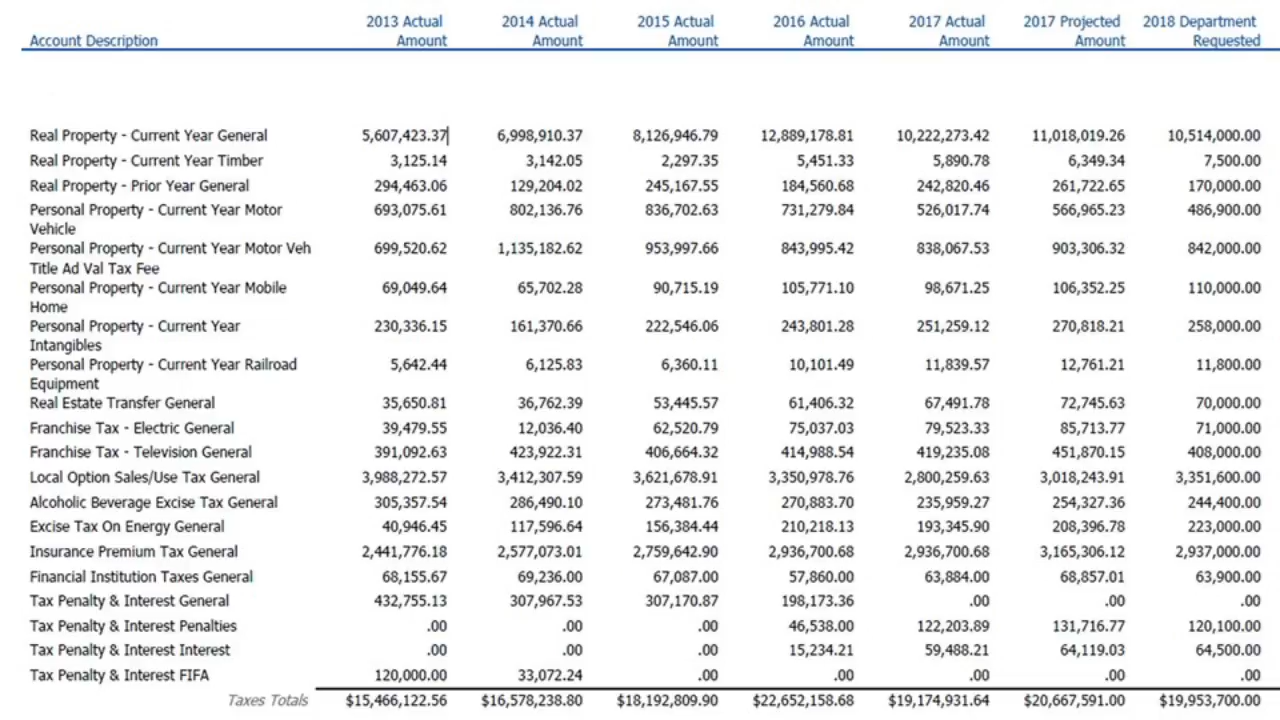 2013 Actual 2014 Actual 2015 Actual 2016 Actual 2017 Actual 2017 Projected 2018 Department
Account Description Amount Amount Amount Amount Amount Amount Requested
Real Property - Current Year General 5,607,423.37 6,998,910.37 8,126,946.79 12,889,178.81 10,222,273.42 11,018,019.26 10,514,000.00
Real Property - Current Year Timber 3,125.14 3,142.05 2,297.35 5,451.33 5,890.78 6,349.34 7,500.00
Real Property - Prior Year General 294,463.06 129,204.02 245,167.55 184,560.68 242,820.46 261,722.65 170,000.00
Personal Property - Current Year Motor 693,075.61 802,136.76 836,702.63 731,279.84 526,017.74 566,965.23 486,900.00
Vehicle
Personal Property - Current Year Motor Veh 699,520.62 1,135,182.62 953,997.66 843,995.42 838,067.53 903,306.32 842,000.00
Title Ad Val Tax Fee
Personal Property - Current Year Mobile 69,049.64 65,702.28 90,715.19 105,771.10 98,671.25 106,352.25 110,000.00
Home
Personal Property - Current Year 230,336.15 161,370.66 222,546.06 243,801.28 251,259.12 270,818.21 258,000.00
Intangibles
Personal Property - Current Year Railroad 5,642.44 6,125.83 6,360.11 10,101.49 11,839.57 12,761.21 11,800.00
Equipment
Real Estate Transfer General 35,650.81 36,762.39 53,445.57 61,406.32 67,491.78 72,745.63 70,000.00
Franchise Tax - Electric General 39,479.55 12,036.40 62,520.79 75,037.03 79,523.33 85,713.77 71,000.00
Franchise Tax - Television General 391,092.63 423,922.31 406,664.32 414,988.54 419,235.08 451,870.15 408,000.00
Local Option Sales/Use Tax General 3,988,272.57 3,412,307.59 3,621,678.91 3,350,978.76 2,800,259.63 3,018,243.91 3,351,600.00
Alcoholic Beverage Excise Tax General 305,357.54 286,490.10 273,481.76 270,883.70 235,959.27 254,327.36 244,400.00
Excise Tax On Energy General 40,946.45 117,596.64 156,384.44 210,218.13 193,345.90 208,396.78 223,000.00
Insurance Premium Tax General 2,441,776.18 2,577,073.01 2,759,642.90 2,936,700.68 2,936,700.68 3,165,306.12 2,937,000.00
Financial Institution Taxes General 68,155.67 69,236.00 67,087.00 57,860.00 63,884.00 68,857.01 63,900.00
Tax Penalty & Interest General 432,755.13 307,967.53 307,170.87 198,173.36 .00 .00 .00
Tax Penalty & Interest Penalties .00 .00 .00 46,538.00 122,203.89 131,716.77 120,100.00
Tax Penalty & Interest Interest .00 .00 .00 15,234.21 59,488.21 64,119.03 64,500.00
Tax Penalty & Interest FIFA 120,000.00 33,072.24 .00 .00 .00 .00 .00
Taxes Totals $15,466,122.56 $16,578,238.80 $18,192,809.90 $22,652,158.68 $19,174,931.64 $20,667,591.00 $19,953,700.00